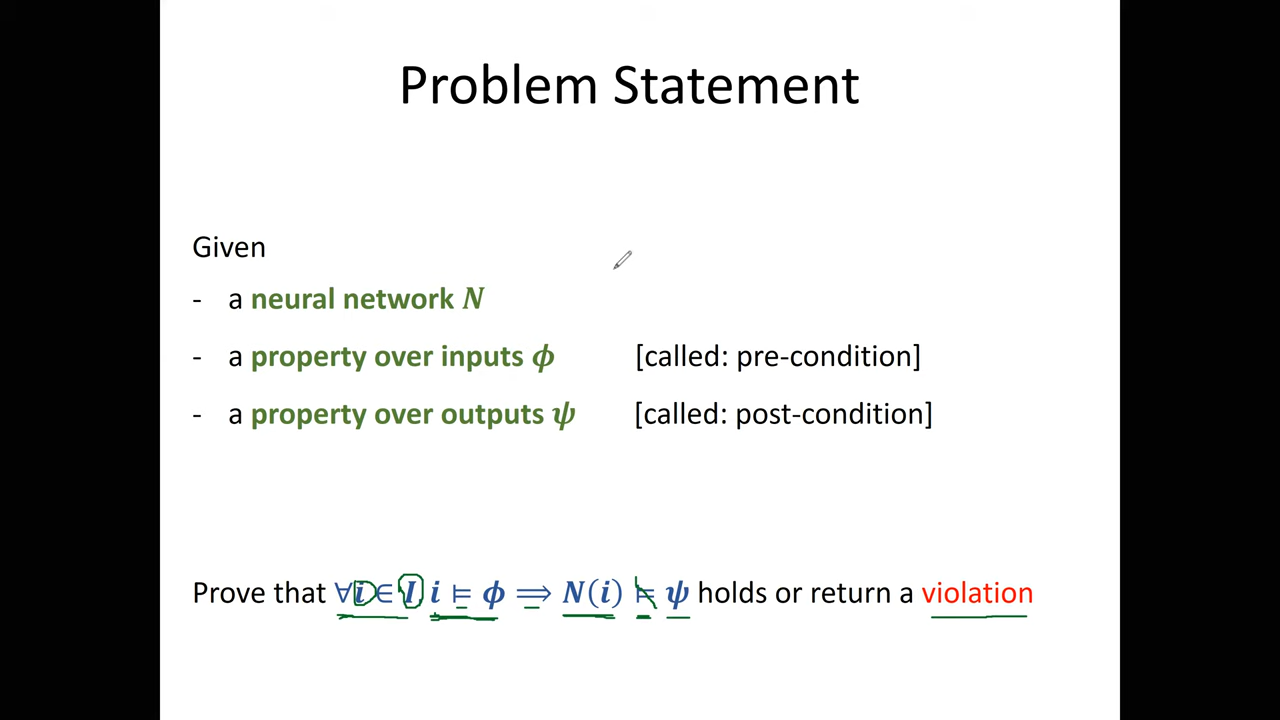 Problem Statement
Given
- a neural network N
- a property over inputs ϕ [called: pre-condition]
- a property over outputs ψ [called: post-condition]
Prove that ∀i ∈ I, i ⊨ ϕ ⟹ N(i) ⊨ ψ holds or return a violation